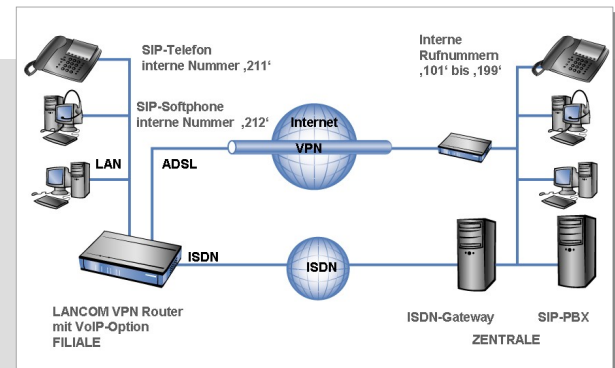 SIP-Telefon
interne Nummer ‚211‘
SIP-Softphone
interne Nummer ‚212‘
LAN
ADSL
Internet
VPN
Interne
Rufnummern
‚101‘ bis ‚199‘
ISDN
ISDN
LANCOM VPN Router
mit VoIP-Option
FILIALE
ISDN-Gateway
SIP-PBX
ZENTRALE